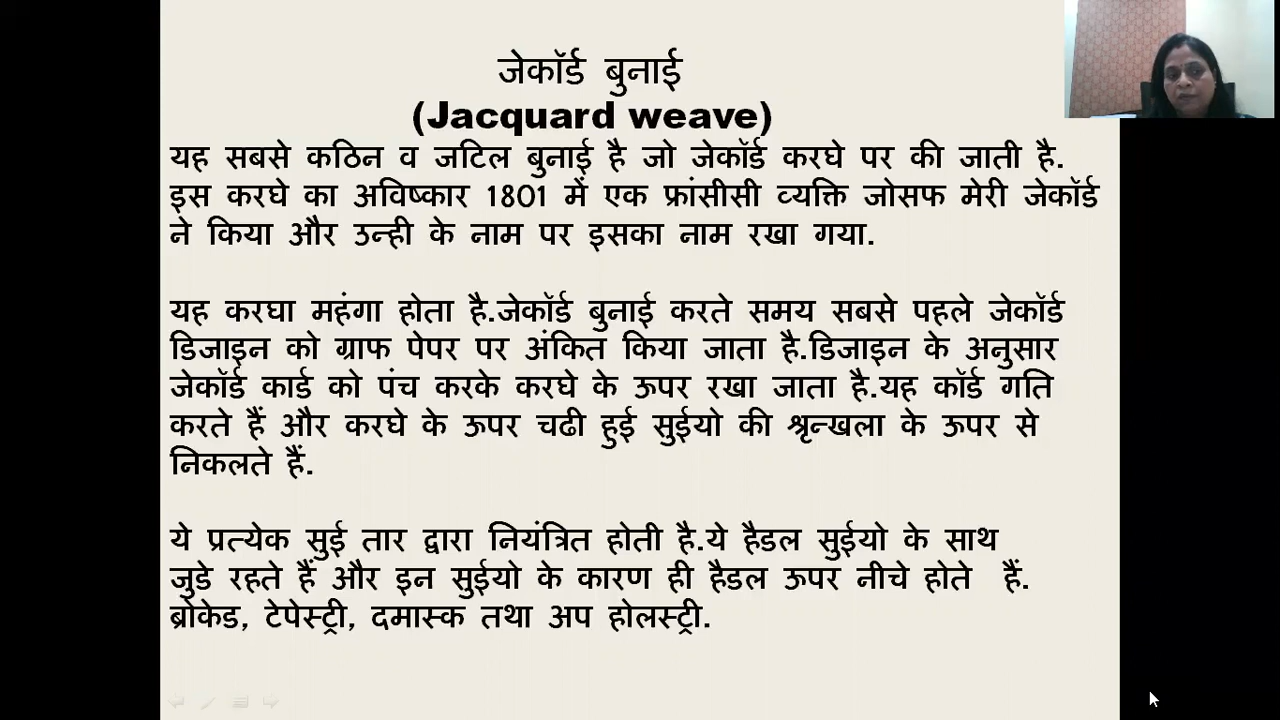 जेकॉर्ड बुनाई
(Jacquard weave)
यह सबसे कठिन व जटिल बुनाई है जो जेकॉर्ड करघे पर की जाती है.
इस करघे का अविष्कार 1801 में एक फ्रांसीसी व्यक्ति जोसफ मेरी जेकॉर्ड
ने किया और उन्ही के नाम पर इसका नाम रखा गया.
यह करघा महंगा होता है.जेकॉर्ड बुनाई करते समय सबसे पहले जेकॉर्ड
डिजाइन को ग्राफ पेपर पर अंकित किया जाता है.डिजाइन के अनुसार
जेकॉर्ड कार्ड को पंच करके करघे के ऊपर रखा जाता है.यह कॉर्ड गति
करते हैं और करघे के ऊपर चढी हुई सुईयो की श्रृन्खला के ऊपर से
निकलते हैं.
ये प्रत्येक सुई तार द्वारा नियंत्रित होती है.ये हैडल सुईयो के साथ
जुडे रहते हैं और इन सुईयो के कारण ही हैडल ऊपर नीचे होते हैं.
ब्रोकेड, टेपेस्ट्री, दमास्क तथा अप होलस्ट्री.